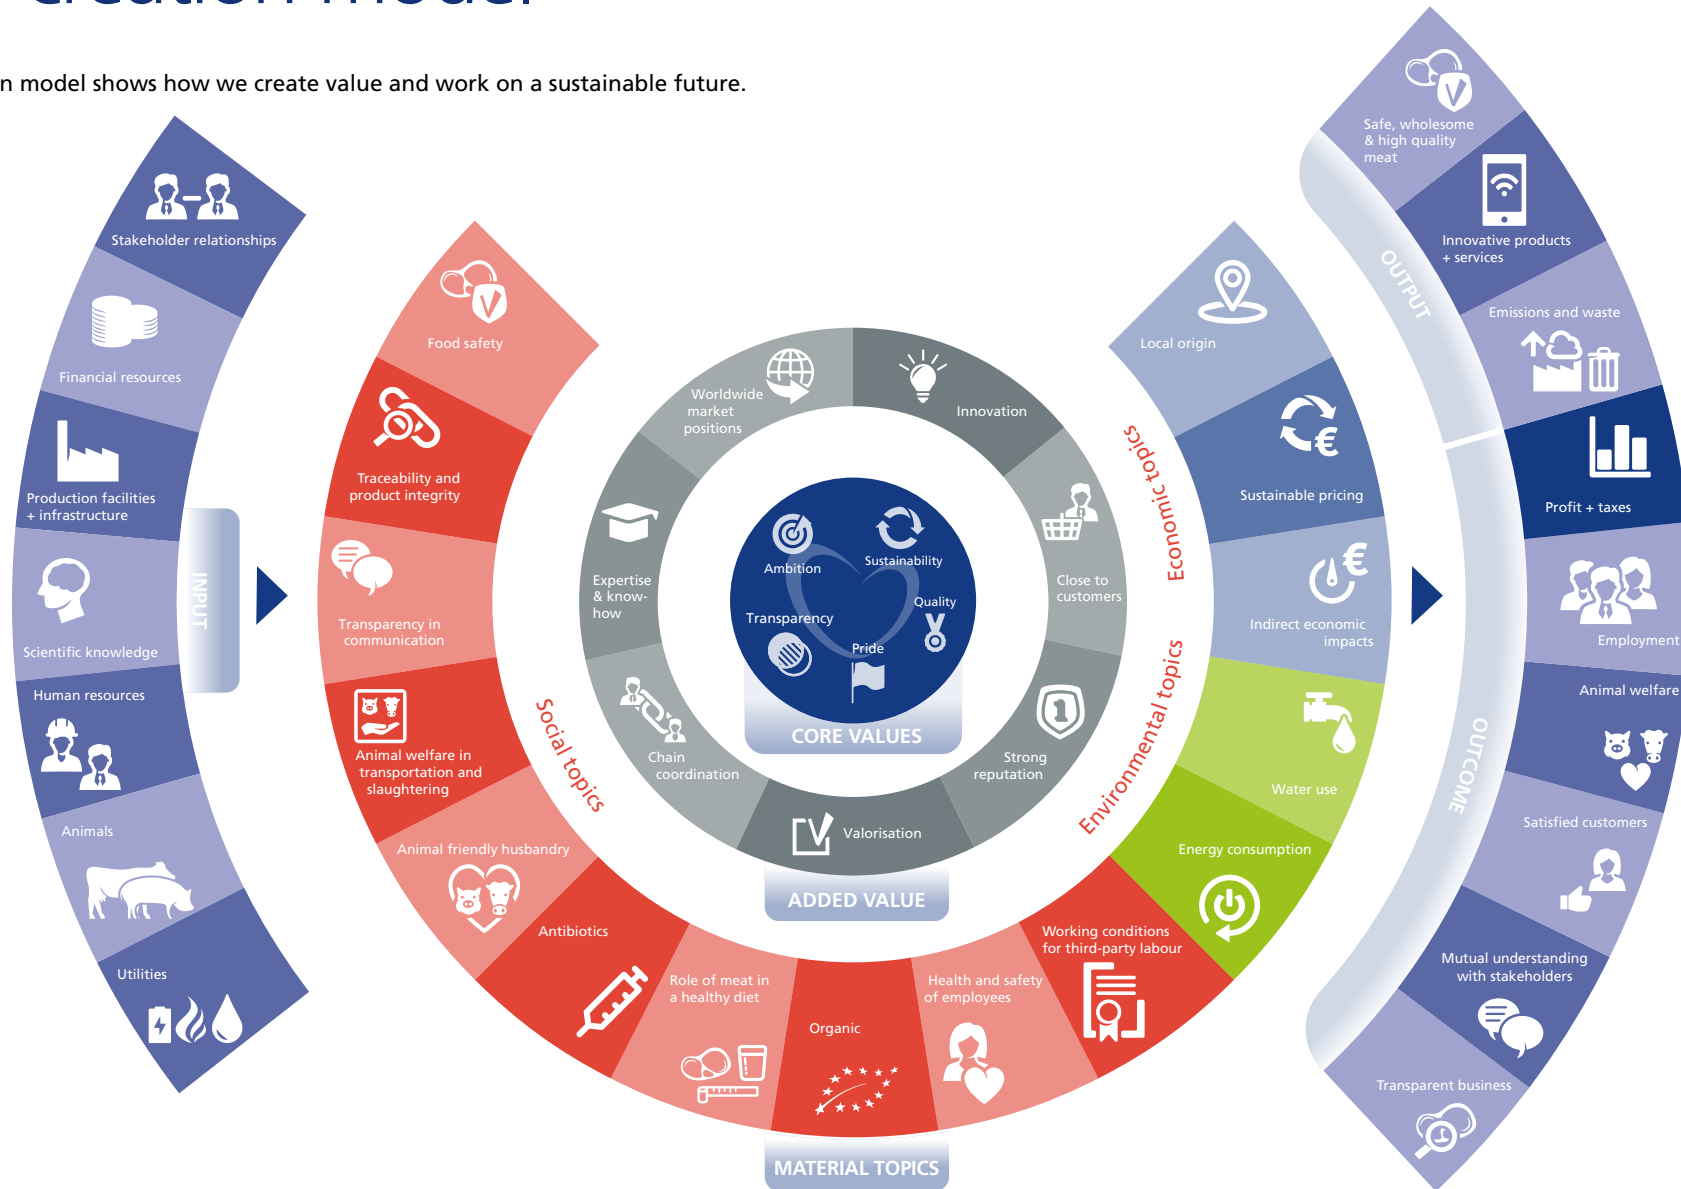 creation model
n model shows how we create value and work on a sustainable future.
Stakeholder relationships
Financial resources
Production facilities
+ infrastructure
Scientific knowledge
Human resources
Animals
Utilities
INPUT
Food safety
Traceability and
product integrity
Transparency in
communication
Animal welfare in
transportation and
slaughtering
Animal friendly husbandry
Antibiotics
Role of meat in
a healthy diet
Organic
Health and safety
of employees
Working conditions
for third-party labour
Energy consumption
Water use
Indirect economic
impacts
Sustainable pricing
Local origin
Social topics
Environmental topics
Economic topics
MATERIAL TOPICS
Worldwide
market
positions
Innovation
Close to
customers
Strong
reputation
Valorisation
Chain
coordination
Expertise
& know-
how
ADDED VALUE
Ambition
Sustainability
Quality
Pride
Transparency
CORE VALUES
1
€
€
OUTPUT
Safe, wholesome
& high quality
meat
Innovative products
+ services
Emissions and waste
OUTCOME
Profit + taxes
Employment
Animal welfare
Satisfied customers
Mutual understanding
with stakeholders
Transparent business